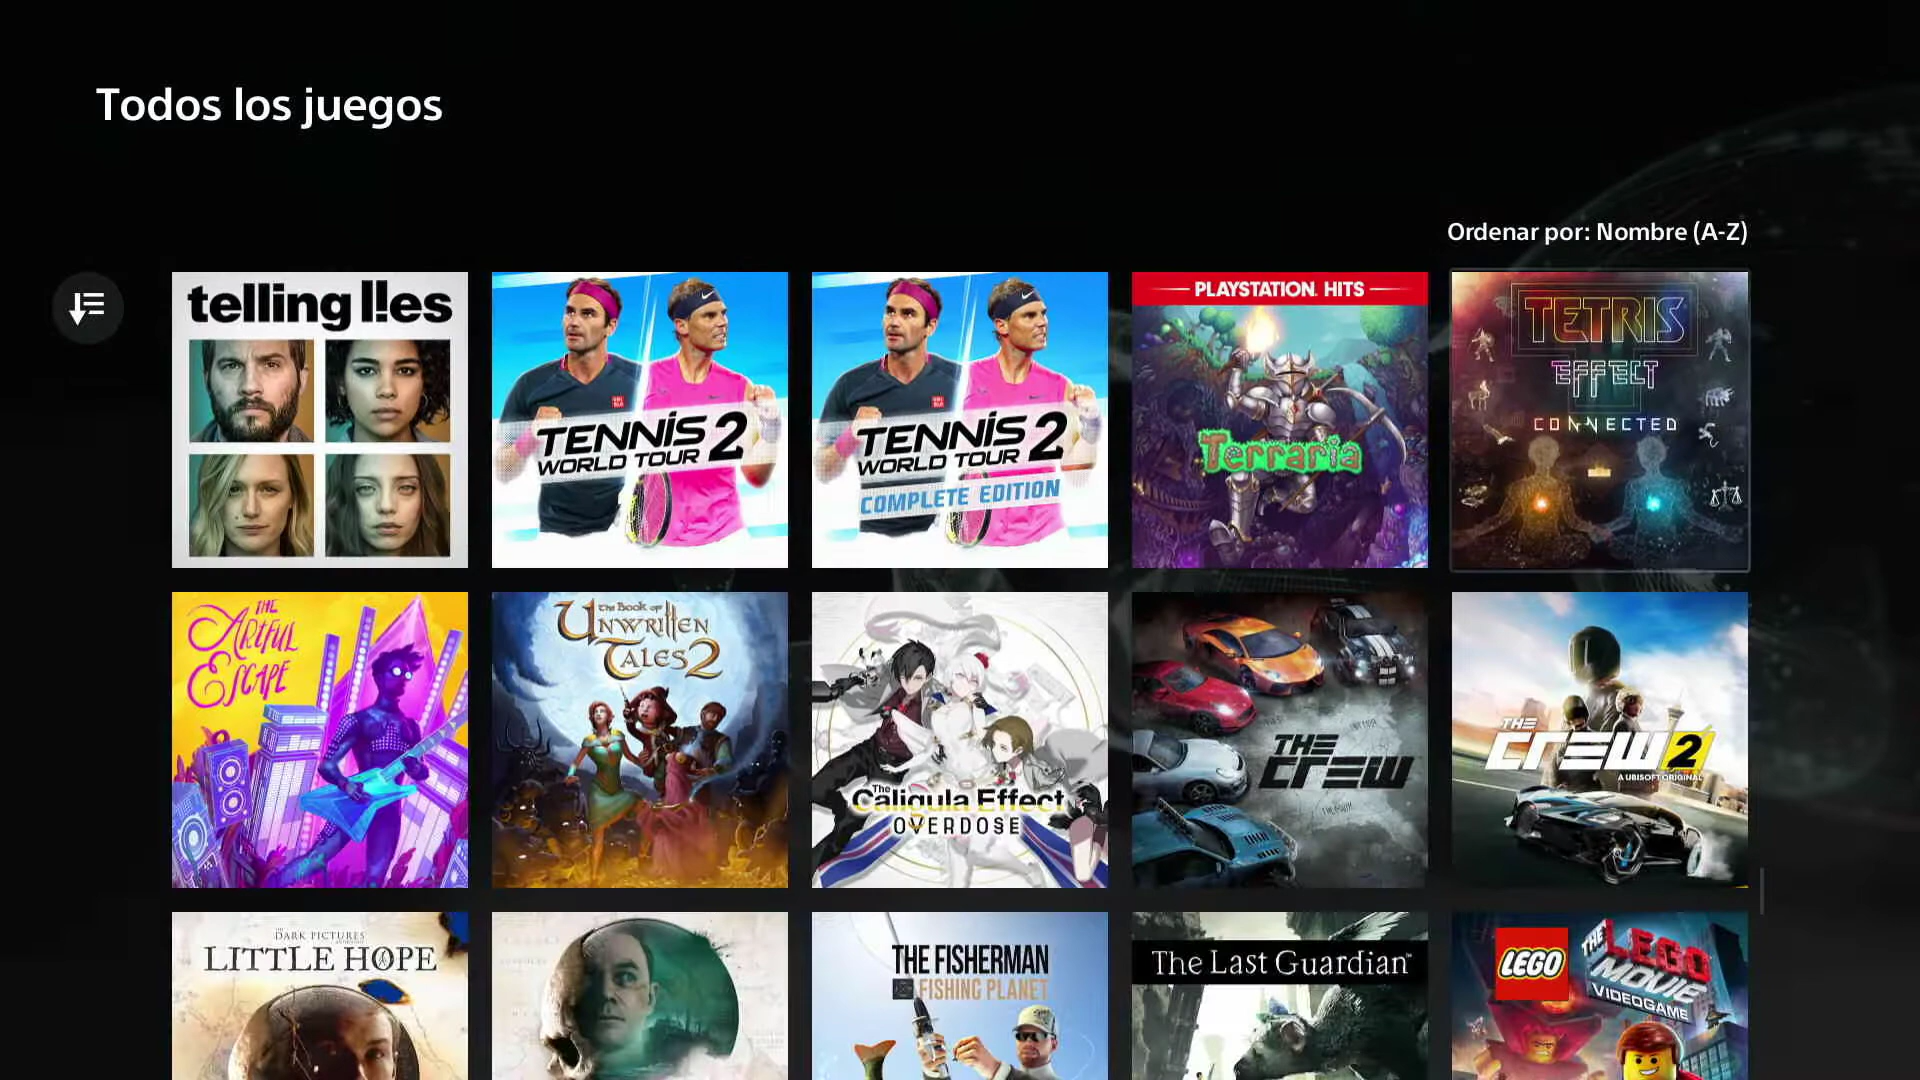 Todos los juegos
Ordenar por: Nombre (A-Z)
telling l!es
TENNIS 2
WORLD TOUR
TENNIS 2
WORLD TOUR
COMPLETE EDITION
PLAYSTATION HITS
Terraria
TETRIS
EFFECT
CONNECTED
THE
ARTFUL
ESCAPE
The Book of
UNWRITTEN
TALES 2
The
Caligula Effect
OVERDOSE
THE
CREW
THE
CREW 2
A UBISOFT ORIGINAL
THE
DARK PICTURES
LITTLE HOPE
THE FISHERMAN
FISHING PLANET
The Last Guardian™
LEGO
THE LEGO
MOVIE
VIDEOGAME